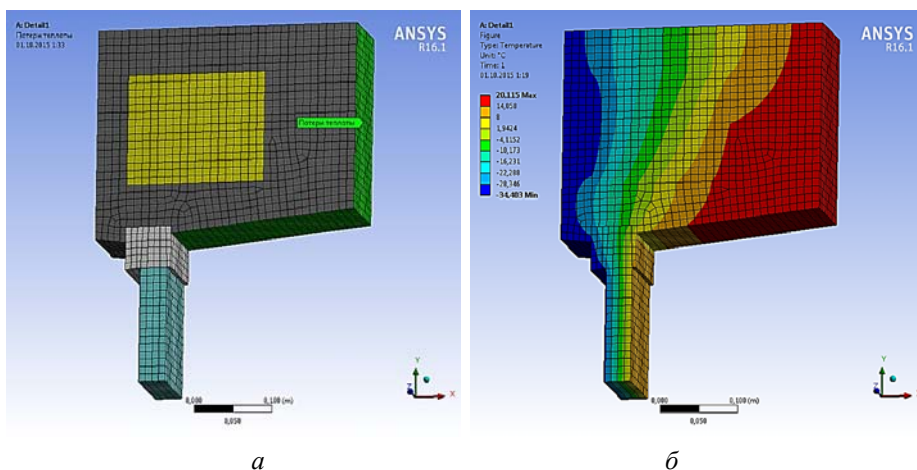 A: Detail1
Потери теплоты
01.10.2015 1:33
ANSYS
R16.1
Потери теплоты
0,000
0,100 (m)
0,050
Y
X
Z
A: Detail1
Figure
Type: Temperature
Unit: °C
Time: 1
01.10.2015 1:19
ANSYS
R16.1
20,115 Max
14,058
8
1,9424
-4,1152
-10,173
-16,231
-22,288
-28,346
-34,403 Min
0,000
0,100 (m)
0,050
Y
Z
а
б